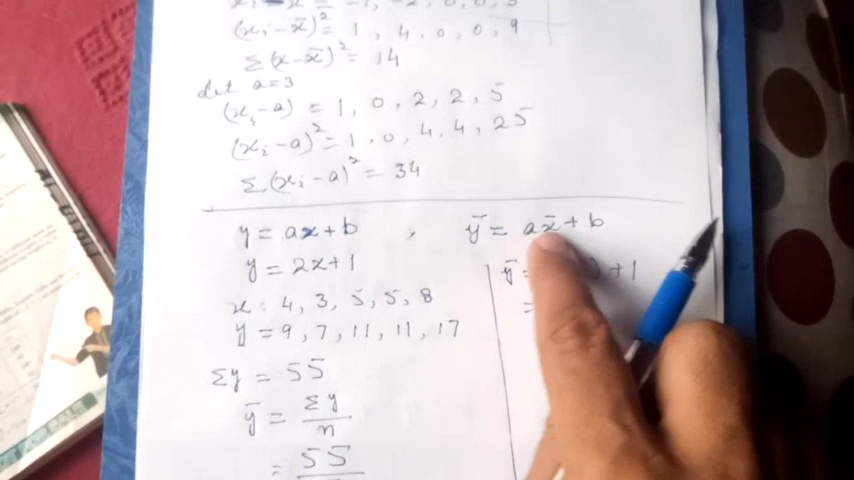 (xᵢ - x̄)² = 1, 4, 0, 0, 9
Σ(x - x̄)² = 14
let a = 3
(xᵢ - a) = 1, 0, 2, 2, 5
(xᵢ - a)² = 1, 0, 4, 4, 25
Σ(xᵢ - a)² = 34
y = ax + b , ȳ = ax̄ + b
y = 2x + 1
ȳ = ) + 1
x : 4, 3, 5, 5, 8
=
y = 9, 7, 11, 11, 17
Σy = 55
ȳ = Σy / n
= 55